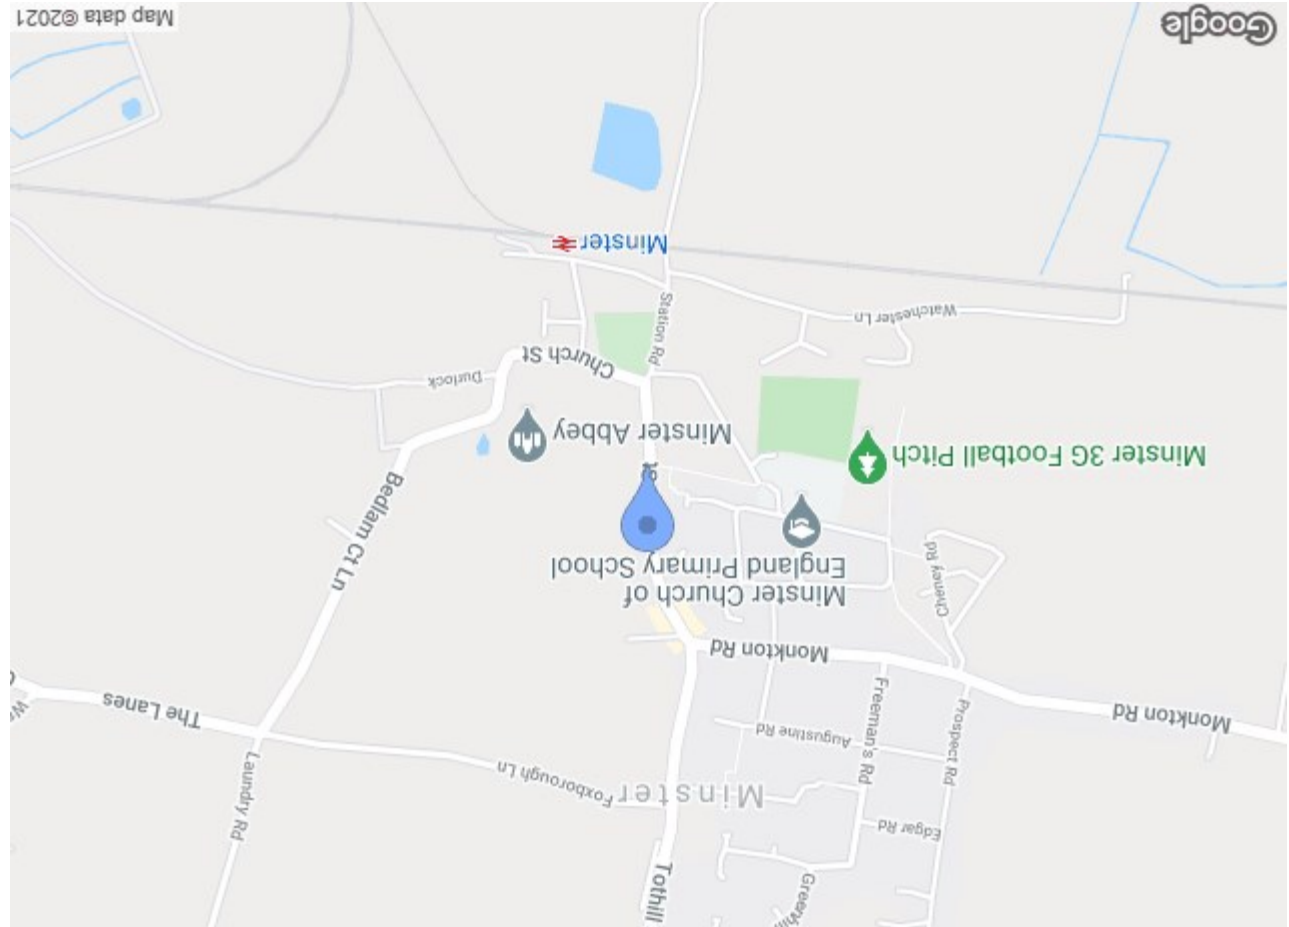 Tothill
Greenhill
Edgar Rd
Minster
Foxborough Ln
Laundry Rd
Augustine Rd
Freeman's Rd
Prospect Rd
Monkton Rd
The Lanes
Monkton Rd
Minster Church of
England Primary School
Cheney Rd
Bedlam Ct Ln
St
Minster 3G Football Pitch
Minster Abbey
Durlock
Church St
Station Rd
Watchester Ln
Minster
Google
Map data ©2021